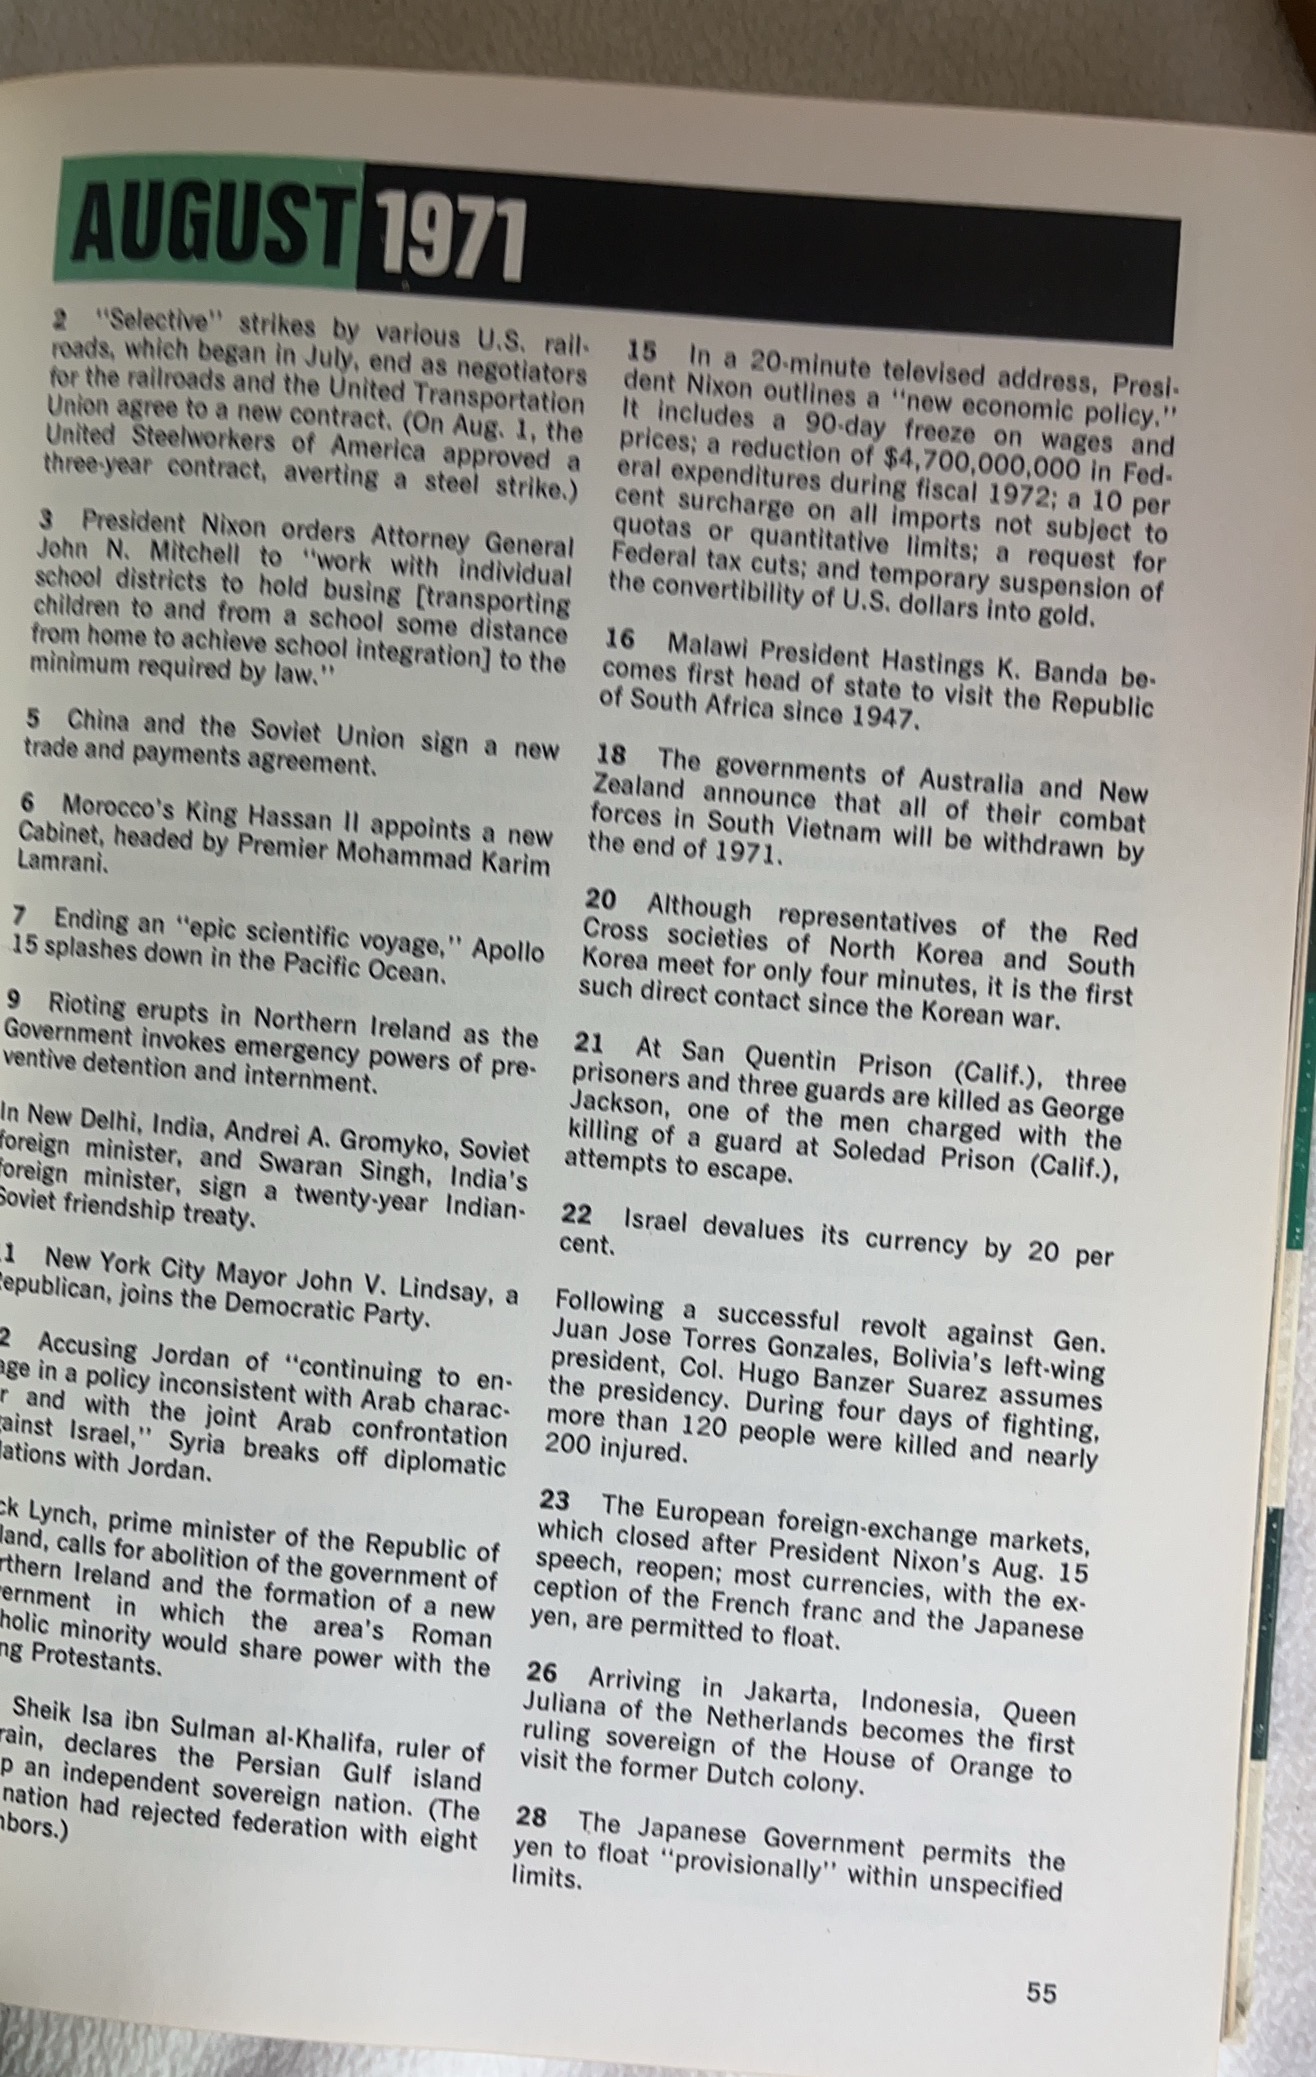 AUGUST 1971
2 "Selective" strikes by various U.S. rail-
roads, which began in July, end as negotiators
for the railroads and the United Transportation
Union agree to a new contract. (On Aug. 1, the
United Steelworkers of America approved a
three-year contract, averting a steel strike.)
3 President Nixon orders Attorney General
John N. Mitchell to "work with individual
school districts to hold busing [transporting
children to and from a school some distance
from home to achieve school integration] to the
minimum required by law."
5 China and the Soviet Union sign a new
trade and payments agreement.
6 Morocco's King Hassan II appoints a new
Cabinet, headed by Premier Mohammad Karim
Lamrani.
7 Ending an "epic scientific voyage," Apollo
15 splashes down in the Pacific Ocean.
9 Rioting erupts in Northern Ireland as the
Government invokes emergency powers of pre-
ventive detention and internment.
In New Delhi, India, Andrei A. Gromyko, Soviet
foreign minister, and Swaran Singh, India's
foreign minister, sign a twenty-year Indian-
Soviet friendship treaty.
1 New York City Mayor John V. Lindsay, a
Republican, joins the Democratic Party.
2 Accusing Jordan of "continuing to en-
age in a policy inconsistent with Arab charac-
r and with the joint Arab confrontation
gainst Israel," Syria breaks off diplomatic
lations with Jordan.
ck Lynch, prime minister of the Republic of
land, calls for abolition of the government of
rthern Ireland and the formation of a new
ernment in which the area's Roman
holic minority would share power with the
ng Protestants.
Sheik Isa ibn Sulman al-Khalifa, ruler of
rain, declares the Persian Gulf island
p an independent sovereign nation. (The
nation had rejected federation with eight
bors.)
15 In a 20-minute televised address, Presi-
dent Nixon outlines a "new economic policy."
It includes a 90-day freeze on wages and
prices; a reduction of $4,700,000,000 in Fed-
eral expenditures during fiscal 1972; a 10 per
cent surcharge on all imports not subject to
quotas or quantitative limits; a request for
Federal tax cuts; and temporary suspension of
the convertibility of U.S. dollars into gold.
16 Malawi President Hastings K. Banda be-
comes first head of state to visit the Republic
of South Africa since 1947.
18 The governments of Australia and New
Zealand announce that all of their combat
forces in South Vietnam will be withdrawn by
the end of 1971.
20 Although representatives of the Red
Cross societies of North Korea and South
Korea meet for only four minutes, it is the first
such direct contact since the Korean war.
21 At San Quentin Prison (Calif.), three
prisoners and three guards are killed as George
Jackson, one of the men charged with the
killing of a guard at Soledad Prison (Calif.),
attempts to escape.
22 Israel devalues its currency by 20 per
cent.
Following a successful revolt against Gen.
Juan Jose Torres Gonzales, Bolivia's left-wing
president, Col. Hugo Banzer Suarez assumes
the presidency. During four days of fighting,
more than 120 people were killed and nearly
200 injured.
23 The European foreign-exchange markets,
which closed after President Nixon's Aug. 15
speech, reopen; most currencies, with the ex-
ception of the French franc and the Japanese
yen, are permitted to float.
26 Arriving in Jakarta, Indonesia, Queen
Juliana of the Netherlands becomes the first
ruling sovereign of the House of Orange to
visit the former Dutch colony.
28 The Japanese Government permits the
yen to float "provisionally" within unspecified
limits.
55